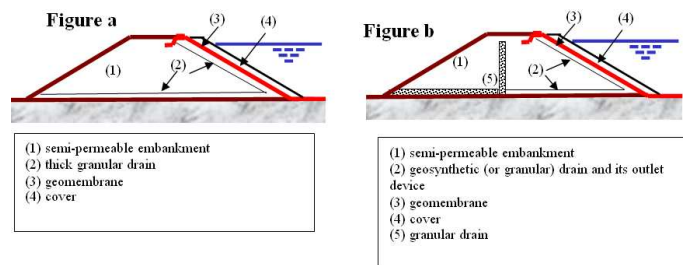 Figure a
(3)
(4)
(1)
(2)
(1) semi-permeable embankment
(2) thick granular drain
(3) geomembrane
(4) cover
Figure b
(3)
(4)
(1)
(2)
(5)
(1) semi-permeable embankment
(2) geosynthetic (or granular) drain and its outlet
device
(3) geomembrane
(4) cover
(5) granular drain